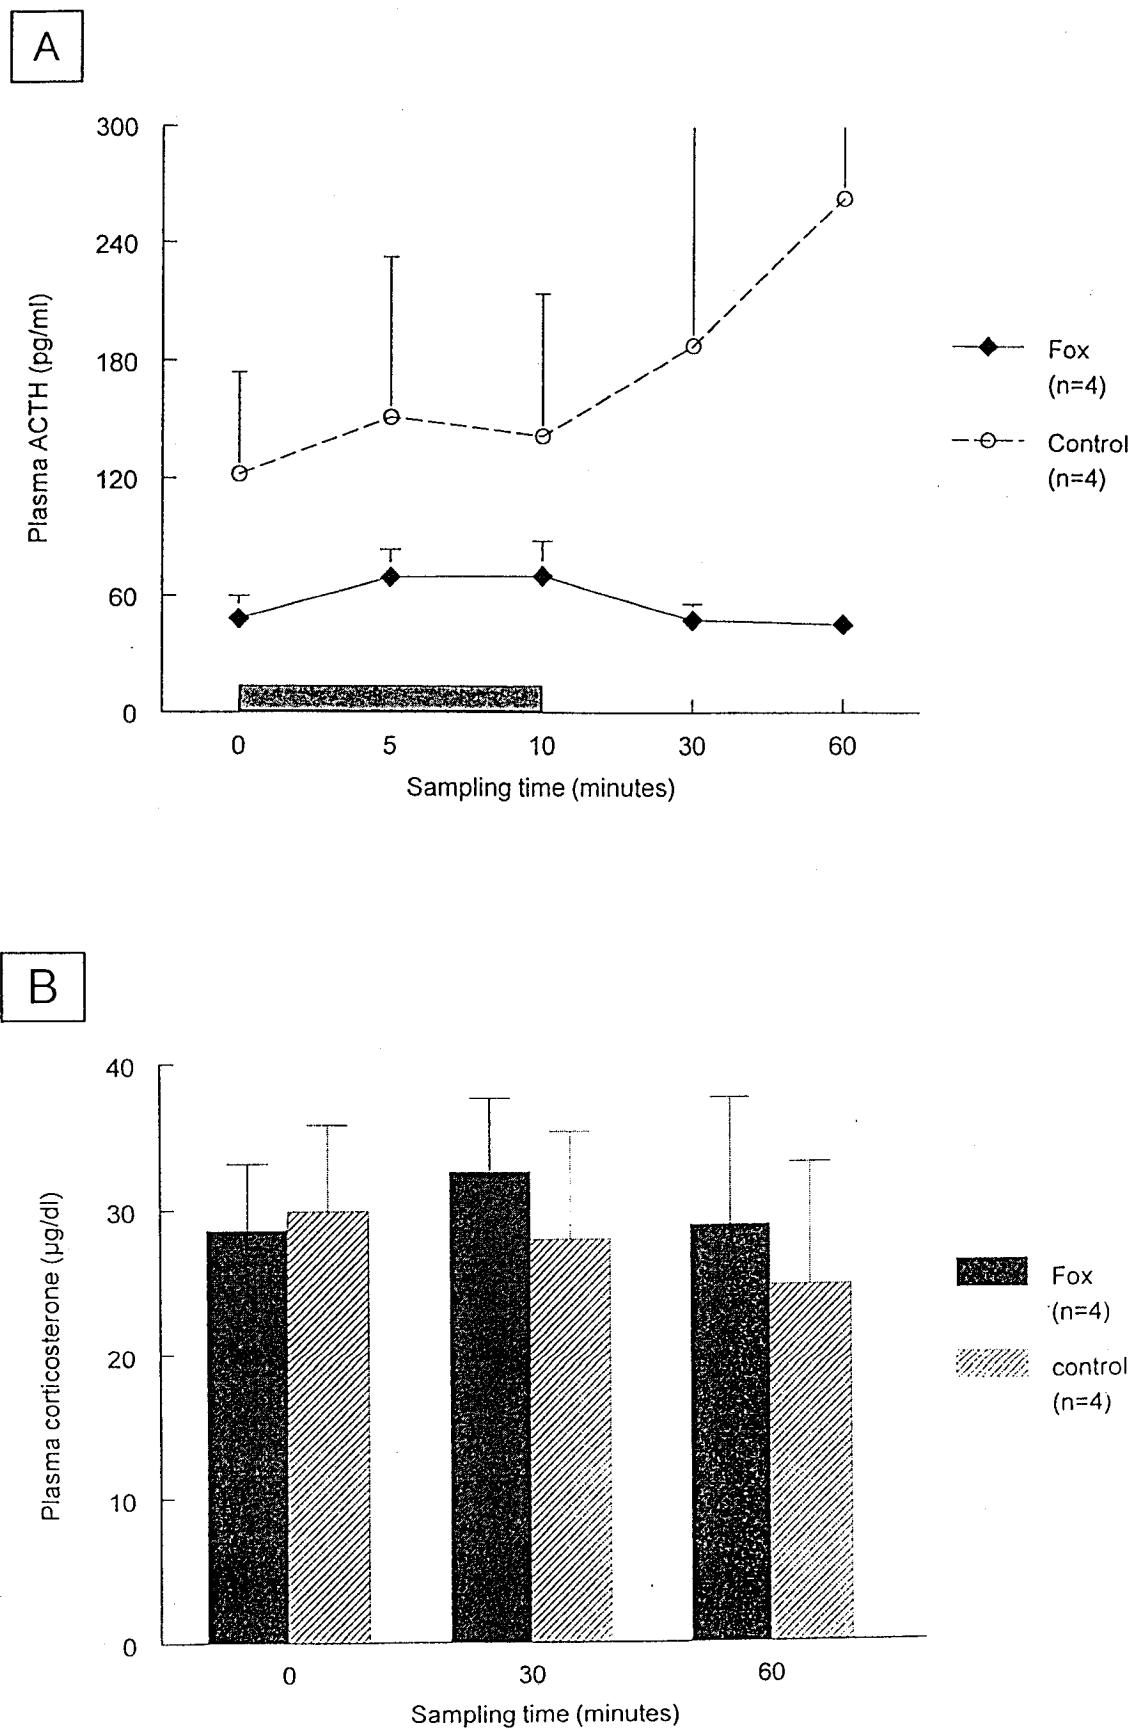 A
300
240
180
120
60
0
Plasma ACTH (pg/ml)
0 5 10 30 60
Sampling time (minutes)
Fox
(n=4)
Control
(n=4)
B
40
30
20
10
0
Plasma corticosterone (µg/dl)
0 30 60
Sampling time (minutes)
Fox
(n=4)
control
(n=4)